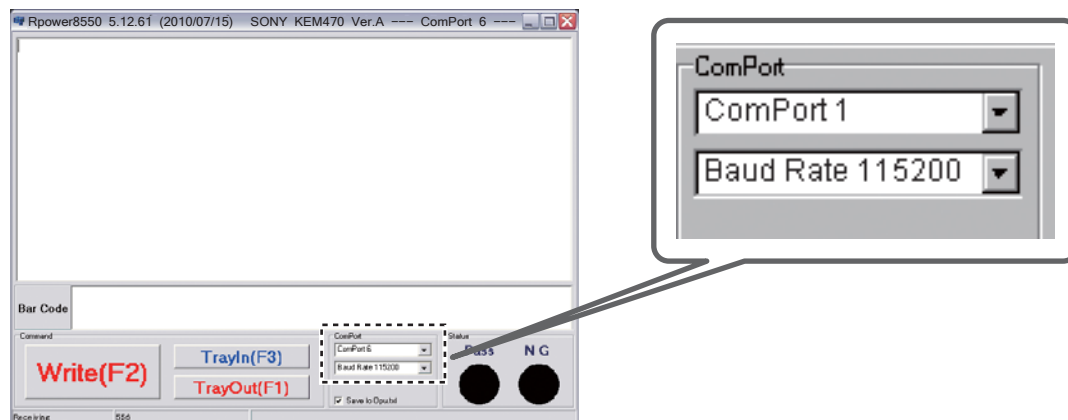 Rpower8550 5.12.61 (2010/07/15) SONY KEM470 Ver.A --- ComPort 6 ---
ComPort
ComPort 1
Baud Rate 115200
Bar Code
Command
Write(F2)
TrayIn(F3)
TrayOut(F1)
ComPort
ComPort 6
Baud Rate 115200
Save to Opu.txt
Status
Pass
N G
Receiving
556